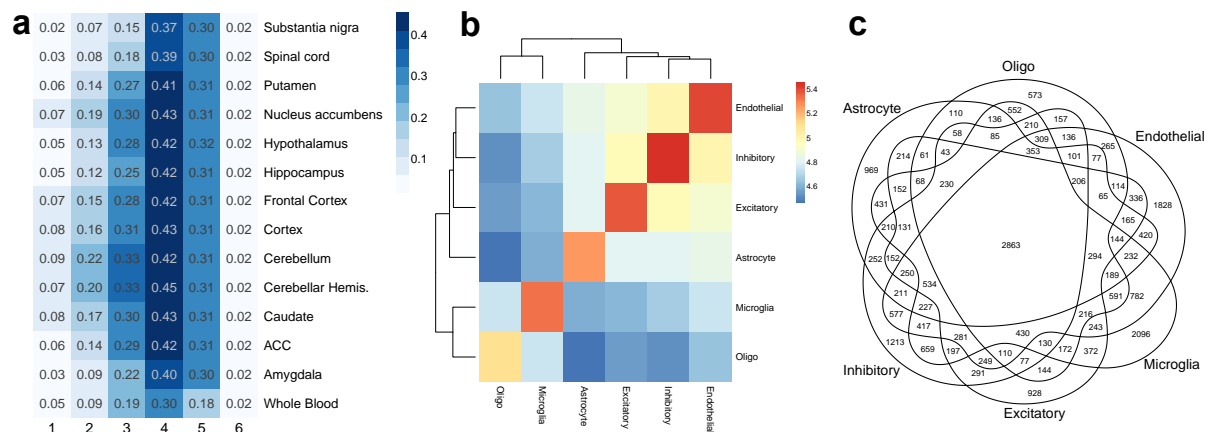 a
0.02 0.07 0.15 0.37 0.30 0.02 Substantia nigra
0.03 0.08 0.18 0.39 0.30 0.02 Spinal cord
0.06 0.14 0.27 0.41 0.31 0.02 Putamen
0.07 0.19 0.30 0.43 0.31 0.02 Nucleus accumbens
0.05 0.13 0.28 0.42 0.32 0.02 Hypothalamus
0.05 0.12 0.25 0.42 0.31 0.02 Hippocampus
0.07 0.15 0.28 0.42 0.31 0.02 Frontal Cortex
0.08 0.16 0.31 0.43 0.31 0.02 Cortex
0.09 0.22 0.33 0.42 0.31 0.02 Cerebellum
0.07 0.20 0.33 0.45 0.31 0.02 Cerebellar Hemis.
0.08 0.17 0.30 0.43 0.31 0.02 Caudate
0.06 0.14 0.29 0.42 0.31 0.02 ACC
0.03 0.09 0.22 0.40 0.30 0.02 Amygdala
0.05 0.09 0.19 0.30 0.18 0.02 Whole Blood
1 2 3 4 5 6
0.4
0.3
0.2
0.1
b
Endothelial
Inhibitory
Excitatory
Astrocyte
Microglia
Oligo
Oligo
Microglia
Astrocyte
Excitatory
Inhibitory
Endothelial
5.4
5.2
5
4.8
4.6
c
Oligo
Astrocyte
Endothelial
573
110 136 552 210 157
58 85 309 136 265
214 61 43 353 101 77
969 152 68 230 206 65 114 336 1828
431 210 131 165 420
2863
252 152 250 294 144 232
211 534 189 591 782
577 227 216
1213 417 281 430 130 243 2096
659 197 249 110 77 172 372
291 144
928
Inhibitory
Microglia
Excitatory